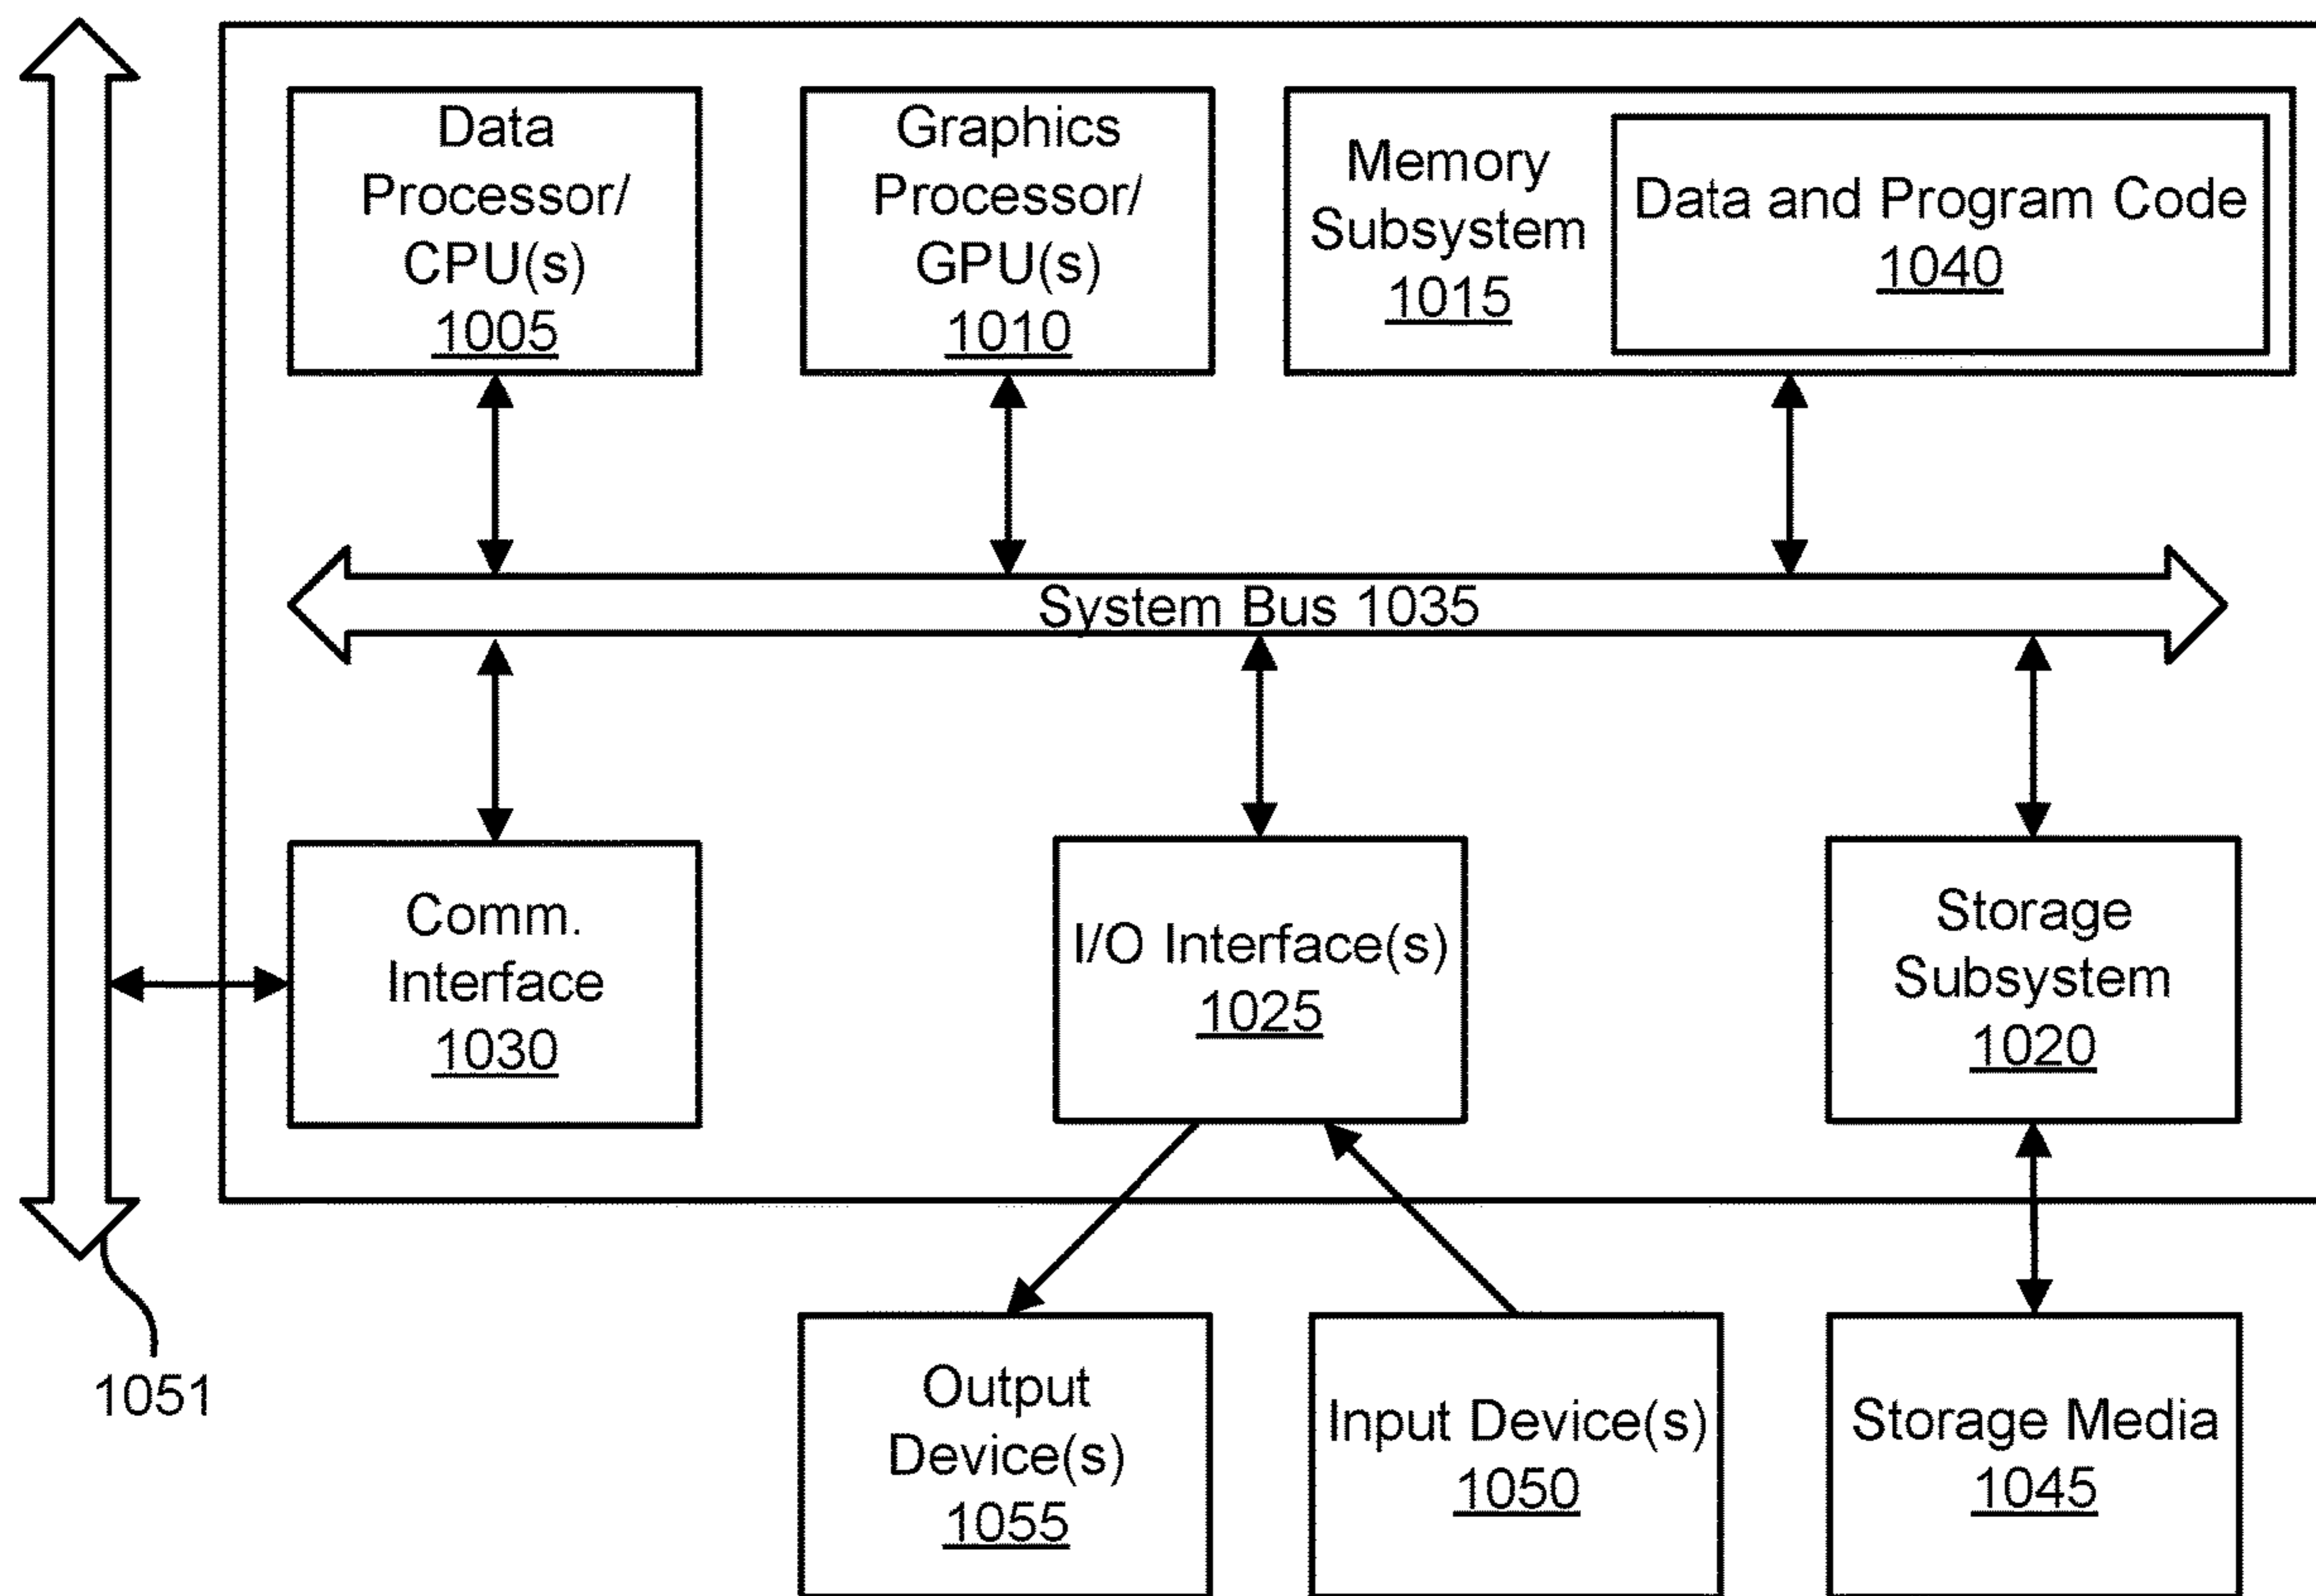 Data
Processor/
CPU(s)
1005
Graphics
Processor/
GPU(s)
1010
Memory
Subsystem
1015
Data and Program Code
1040
System Bus 1035
Comm.
Interface
1030
I/O Interface(s)
1025
Storage
Subsystem
1020
1051
Output
Device(s)
1055
Input Device(s)
1050
Storage Media
1045